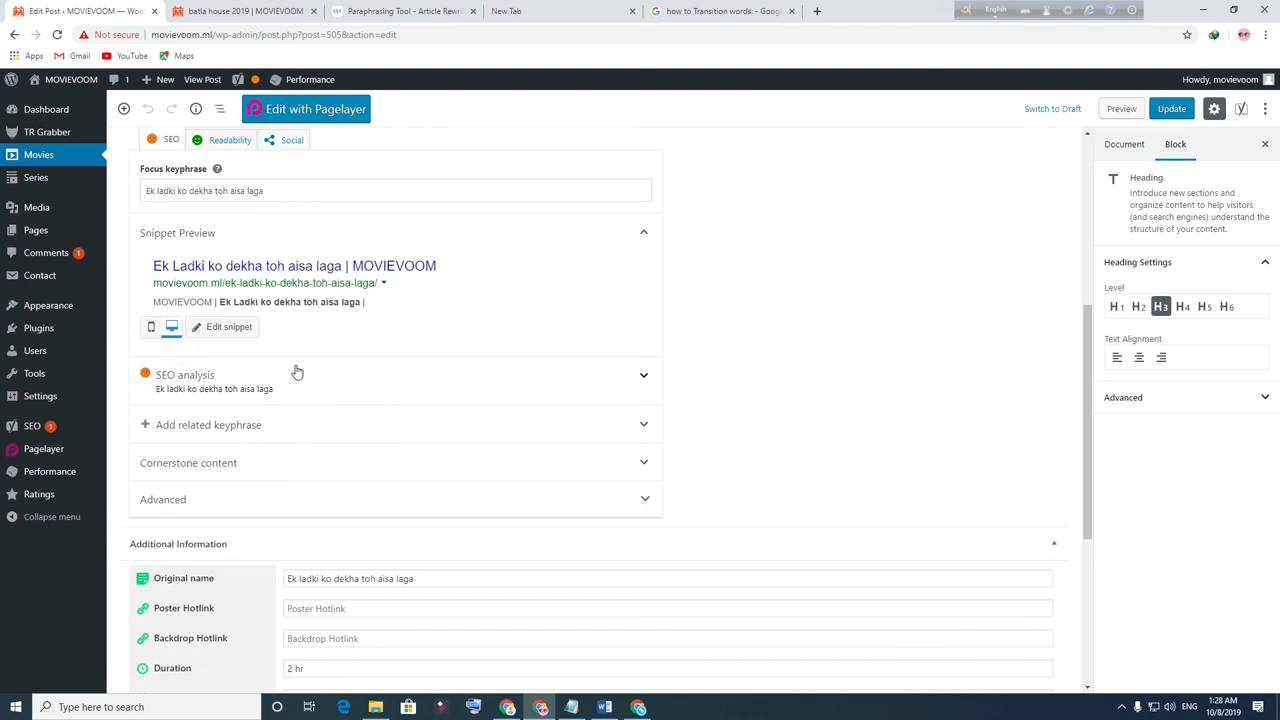 Edit Post ‹ MOVIEVOOM — Wor
batla house 2019 | MOVIEVOOM
Paraphrasing Tool - Article Rewrit
New Tab
how to Transition words: - Googl
English
Not secure | movievoom.ml/wp-admin/post.php?post=505&action=edit
Apps
Gmail
YouTube
Maps
MOVIEVOOM
1
New
View Post
Performance
Howdy, movievoom
Dashboard
TR Grabber
Movies
Series
Media
Pages
Comments 1
Contact
Appearance
Plugins
Users
Tools
Settings
SEO 1
Pagelayer
Performance
Ratings
Collapse menu
Edit with Pagelayer
Switch to Draft
Preview
Update
SEO
Readability
Social
Focus keyphrase
Ek ladki ko dekha toh aisa laga
Snippet Preview
Ek Ladki ko dekha toh aisa laga | MOVIEVOOM
movievoom.ml/ek-ladki-ko-dekha-toh-aisa-laga/
MOVIEVOOM | Ek Ladki ko dekha toh aisa laga |
Edit snippet
SEO analysis
Ek ladki ko dekha toh aisa laga
Add related keyphrase
Cornerstone content
Advanced
Additional Information
Original name
Ek ladki ko dekha toh aisa laga
Poster Hotlink
Poster Hotlink
Backdrop Hotlink
Backdrop Hotlink
Duration
2 hr
Document
Block
Heading
Introduce new sections and
organize content to help visitors
(and search engines) understand the
structure of your content.
Heading Settings
Level
H1 H2 H3 H4 H5 H6
Text Alignment
Advanced
Type here to search
1:28 AM
10/8/2019